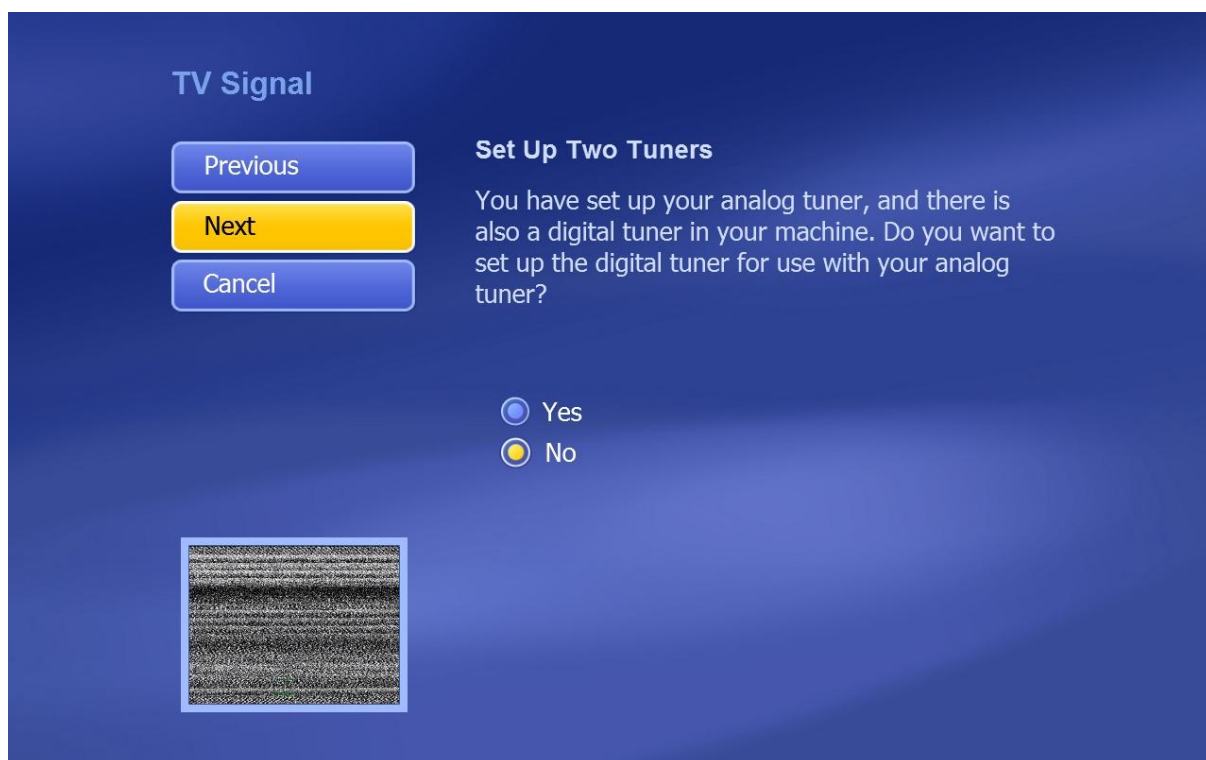 TV Signal
Previous
Next
Cancel
Set Up Two Tuners
You have set up your analog tuner, and there is
also a digital tuner in your machine. Do you want to
set up the digital tuner for use with your analog
tuner?
Yes
No